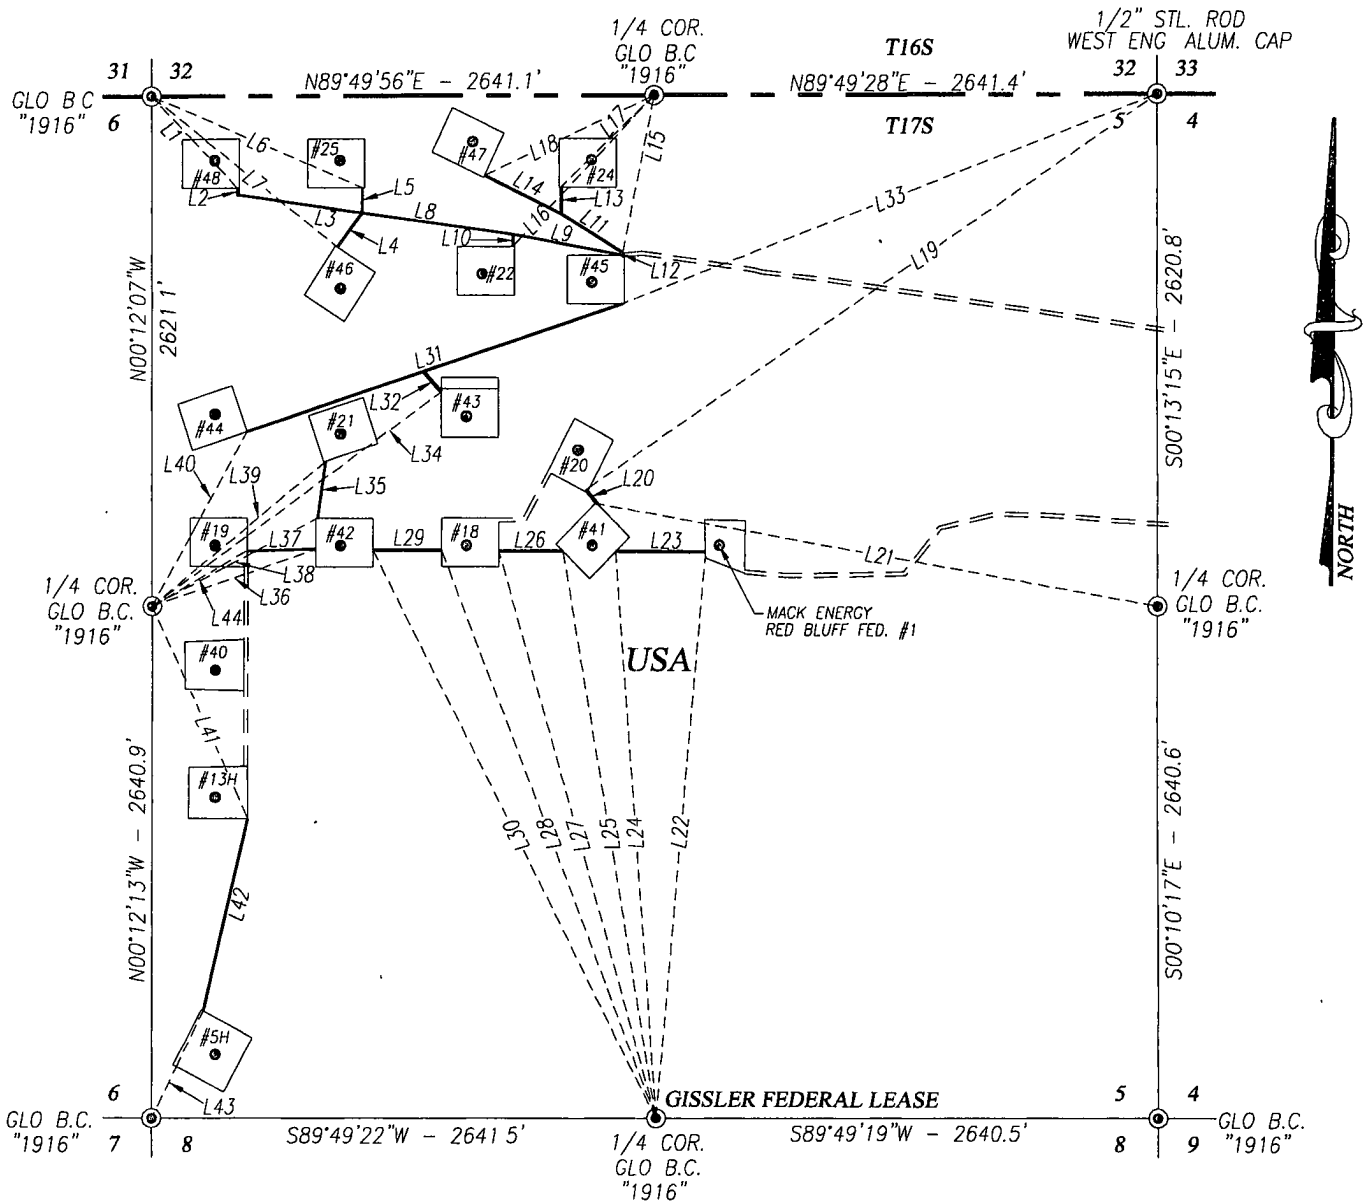 1/2" STL. ROD
WEST ENG ALUM. CAP
1/4 COR.
GLO B.C
"1916"
T16S
31 32
N89°49'56"E - 2641.1'
N89°49'28"E - 2641.4'
32 33
GLO B.C
"1916"
6
T17S
5 4
L1
L6
#25
#47
L18
L17
#24
L15
#48
L7
L2
L5
L14
L13
L33
L3
L8
L16
L11
L4
L10
L9
L19
#46
#22
#45
L12
N00°12'07"W
2621 1'
S00°13'15"E - 2620.8'
L31
L32
#43
#44
#21
L34
L40
L39
#20
L35
L20
#19
L37
#42
L29
#18
L26
#41
L23
L21
L38
L36
L44
1/4 COR.
GLO B.C.
"1916"
1/4 COR.
GLO B.C.
"1916"
MACK ENERGY
RED BLUFF FED. #1
NORTH
#40
USA
L41
#13H
N00°12'13"W - 2640.9'
S00°10'17"E - 2640.6'
L30
L28
L27
L25
L24
L22
L42
#5H
L43
6
GISSLER FEDERAL LEASE
5 4
GLO B.C.
"1916"
7 8
S89°49'22"W - 2641 5'
S89°49'19"W - 2640.5'
8 9
GLO B.C.
"1916"
1/4 COR.
GLO B.C.
"1916"